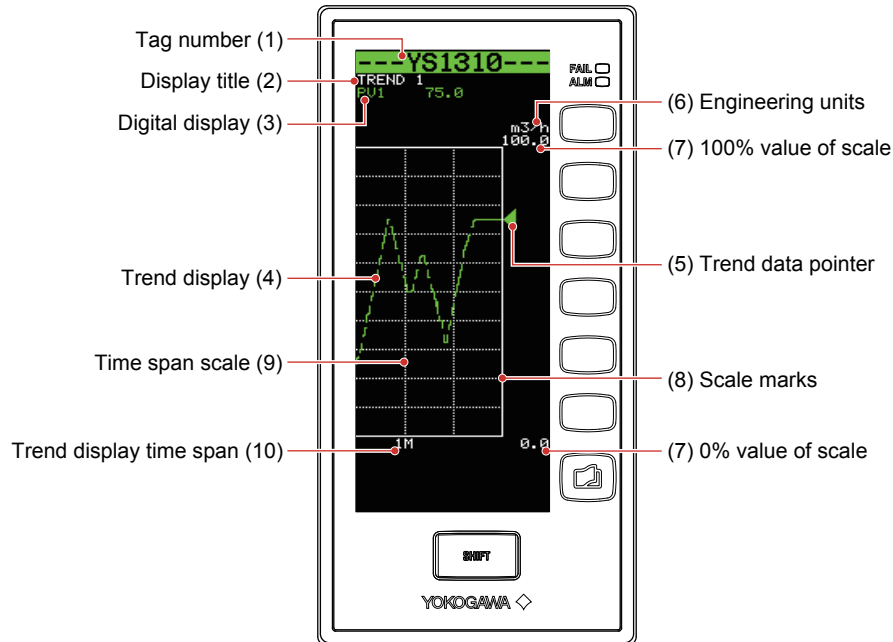 Tag number (1)
Display title (2)
Digital display (3)
Trend display (4)
Time span scale (9)
Trend display time span (10)
---YS1310---
TREND 1
PV1 75.0
m3/h
100.0
1M 0.0
FAIL
ALM
(6) Engineering units
(7) 100% value of scale
(5) Trend data pointer
(8) Scale marks
(7) 0% value of scale
SHIFT
YOKOGAWA